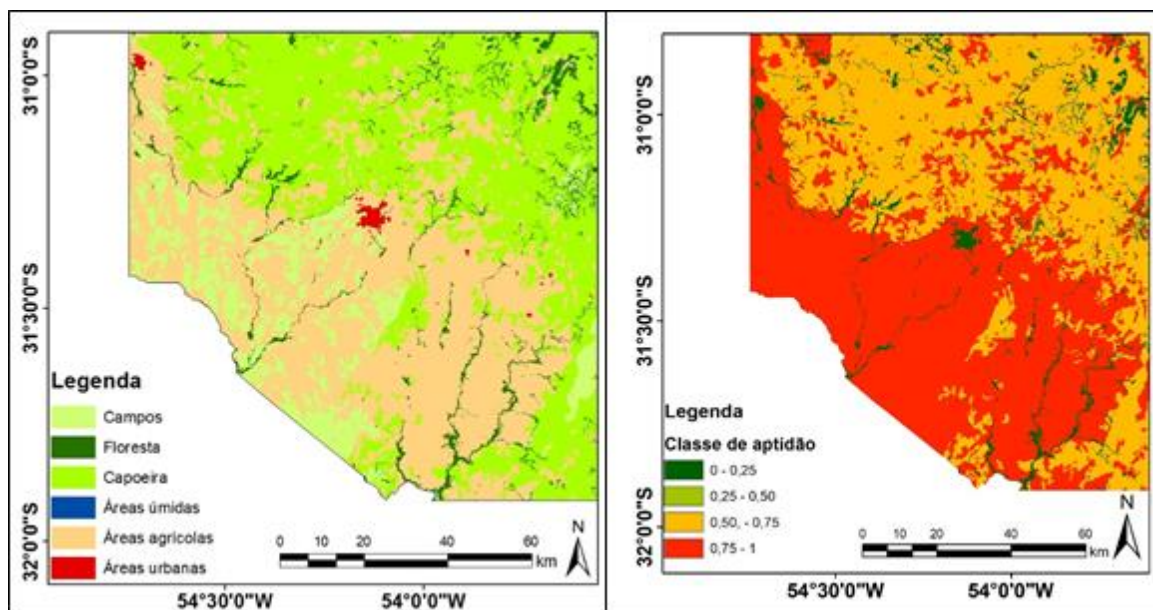 31°0'0"S
31°30'0"S
32°0'0"S
Legenda
Campos
Floresta
Capoeira
Áreas úmidas
Áreas agrícolas
Áreas urbanas
0 10 20 40 60
km
N
54°30'0"W 54°0'0"W
31°0'0"S
31°30'0"S
32°0'0"S
Legenda
Classe de aptidão
0 - 0,25
0,25 - 0,50
0,50, - 0,75
0,75 - 1
0 10 20 40 60
km
N
54°30'0"W 54°0'0"W